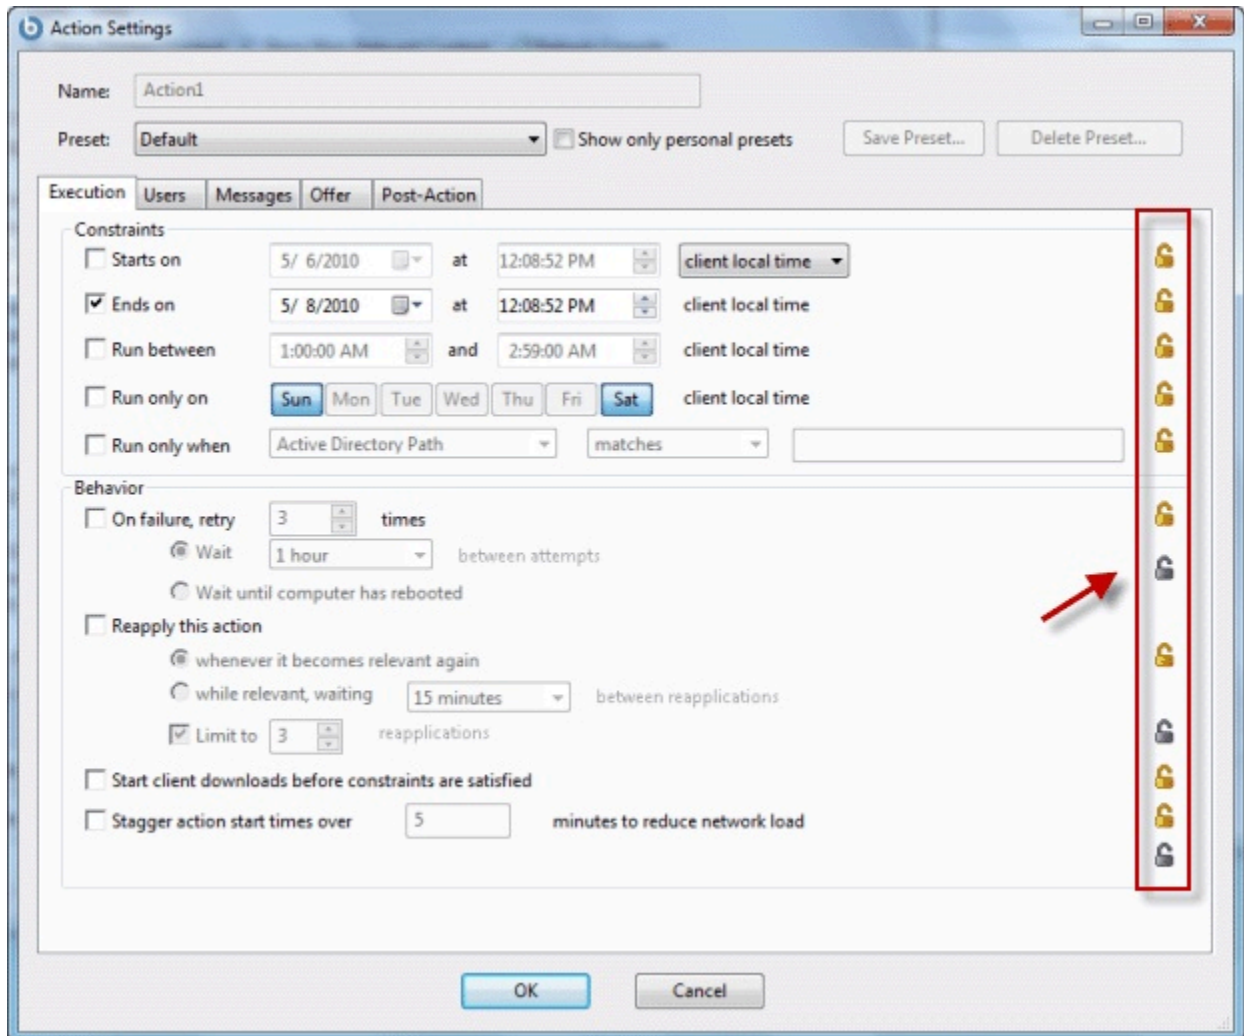 Action Settings
Name: Action1
Preset: Default Show only personal presets Save Preset... Delete Preset...
Execution Users Messages Offer Post-Action
Constraints
Starts on 5/ 6/2010 at 12:08:52 PM client local time
Ends on 5/ 8/2010 at 12:08:52 PM client local time
Run between 1:00:00 AM and 2:59:00 AM client local time
Run only on Sun Mon Tue Wed Thu Fri Sat client local time
Run only when Active Directory Path matches
Behavior
On failure, retry 3 times
Wait 1 hour between attempts
Wait until computer has rebooted
Reapply this action
whenever it becomes relevant again
while relevant, waiting 15 minutes between reapplications
Limit to 3 reapplications
Start client downloads before constraints are satisfied
Stagger action start times over 5 minutes to reduce network load
OK Cancel